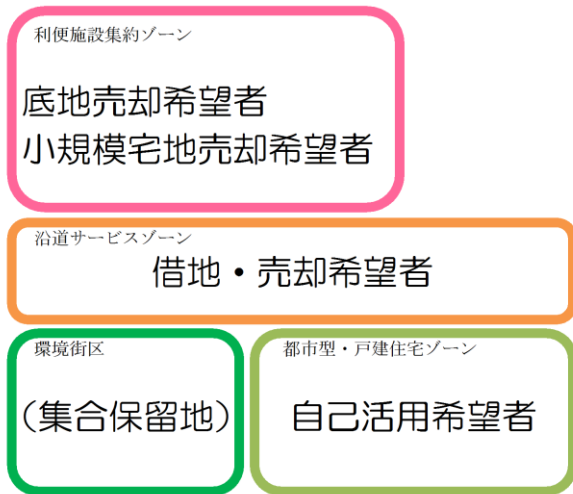 利便施設集約ゾーン
底地売却希望者
小規模宅地売却希望者
沿道サービスゾーン
借地・売却希望者
環境街区
（集合保留地）
都市型・戸建住宅ゾーン
自己活用希望者